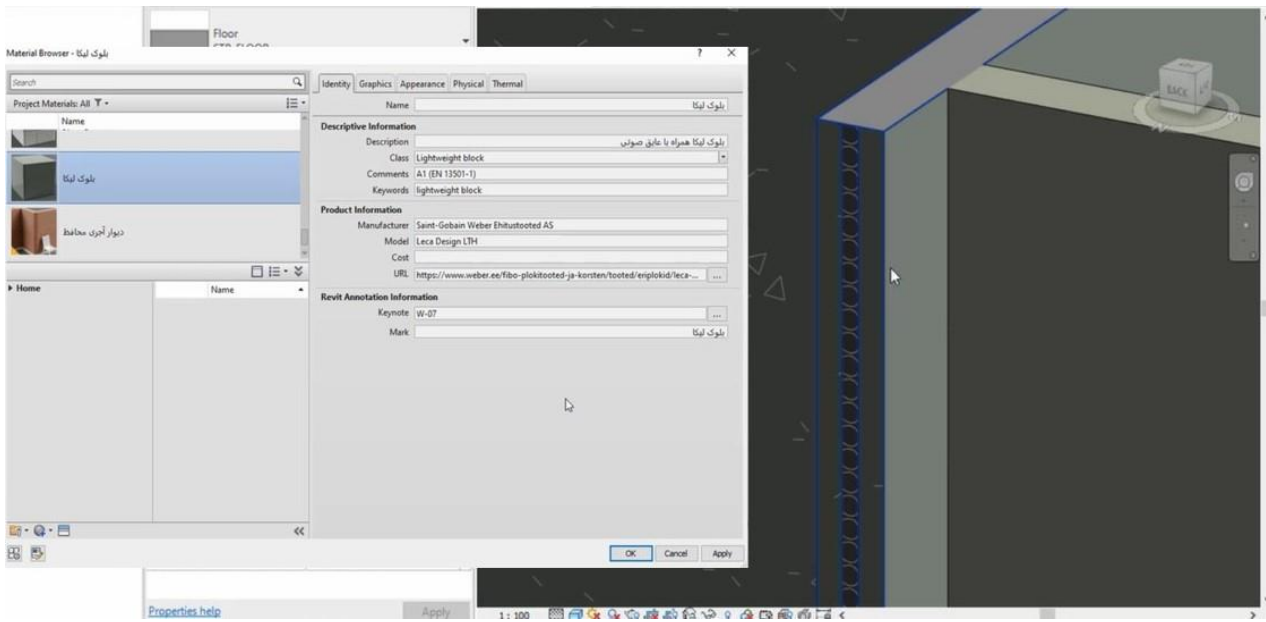 Floor
Material Browser - بلوک لیکا
? ×
Search
Identity Graphics Appearance Physical Thermal
Project Materials: All
Name بلوک لیکا
Name
Descriptive Information
Description بلوک لیکا همراه با عایق صوتی
Class Lightweight block
بلوک لیکا
Comments A1 (EN 13501-1)
Keywords lightweight block
Product Information
Manufacturer Saint-Gobain Weber Ehitustooted AS
دیوار آجری محافظ
Model Leca Design LTH
Cost
URL https://www.weber.ee/fibo-plokitooted-ja-korsten/tooted/eriplokid/leca-... ...
Home
Name
Revit Annotation Information
Keynote W-07 ...
Mark بلوک لیکا
OK Cancel Apply
Properties help
Apply
1 : 100
BACK